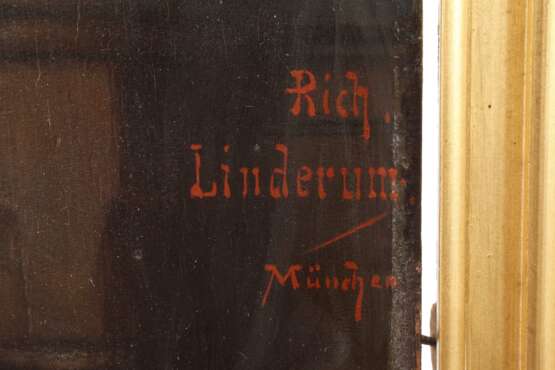 Rich.
Linderum.
München